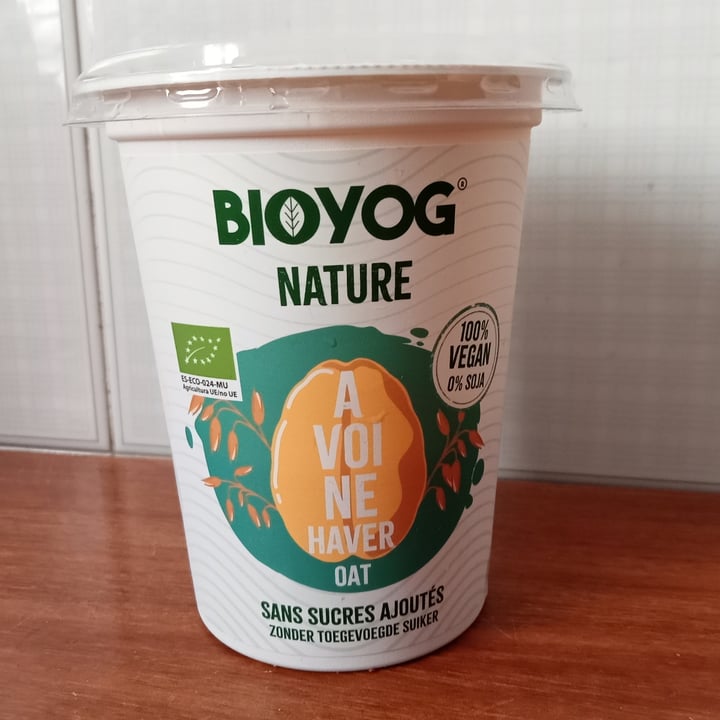 BIOYOG®
NATURE
100%
VEGAN
0% SOJA
ES-ECO-024-MU
Agricultura UE/no UE
A
VOI
NE
HAVER
OAT
SANS SUCRES AJOUTÉS
ZONDER TOEGEVOEGDE SUIKER